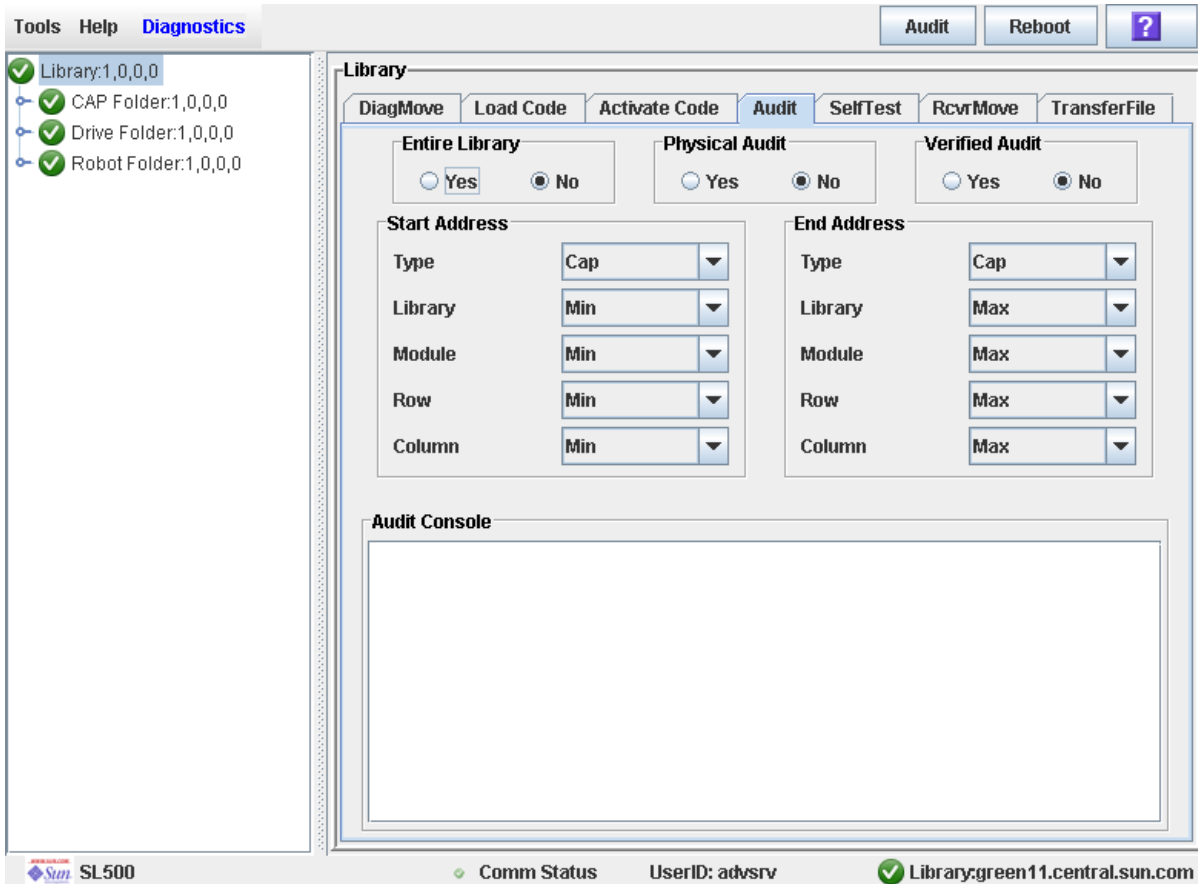 Tools Help Diagnostics
Audit Reboot ?
Library:1,0,0,0
CAP Folder:1,0,0,0
Drive Folder:1,0,0,0
Robot Folder:1,0,0,0
Library
DiagMove Load Code Activate Code Audit SelfTest RcvrMove TransferFile
Entire Library Physical Audit Verified Audit
Yes No Yes No Yes No
Start Address End Address
Type Cap Type Cap
Library Min Library Max
Module Min Module Max
Row Min Row Max
Column Min Column Max
Audit Console
Sun SL500 Comm Status UserID: advsrv Library:green11.central.sun.com